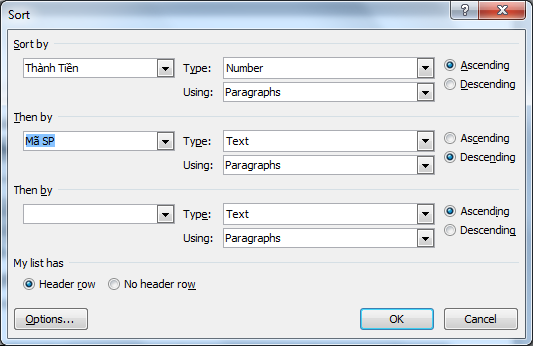 Sort
Sort by
Thành Tiền Type: Number Ascending
Descending
Using: Paragraphs
Then by
Mã SP Type: Text Ascending
Descending
Using: Paragraphs
Then by
Type: Text Ascending
Descending
Using: Paragraphs
My list has
Header row No header row
Options... OK Cancel